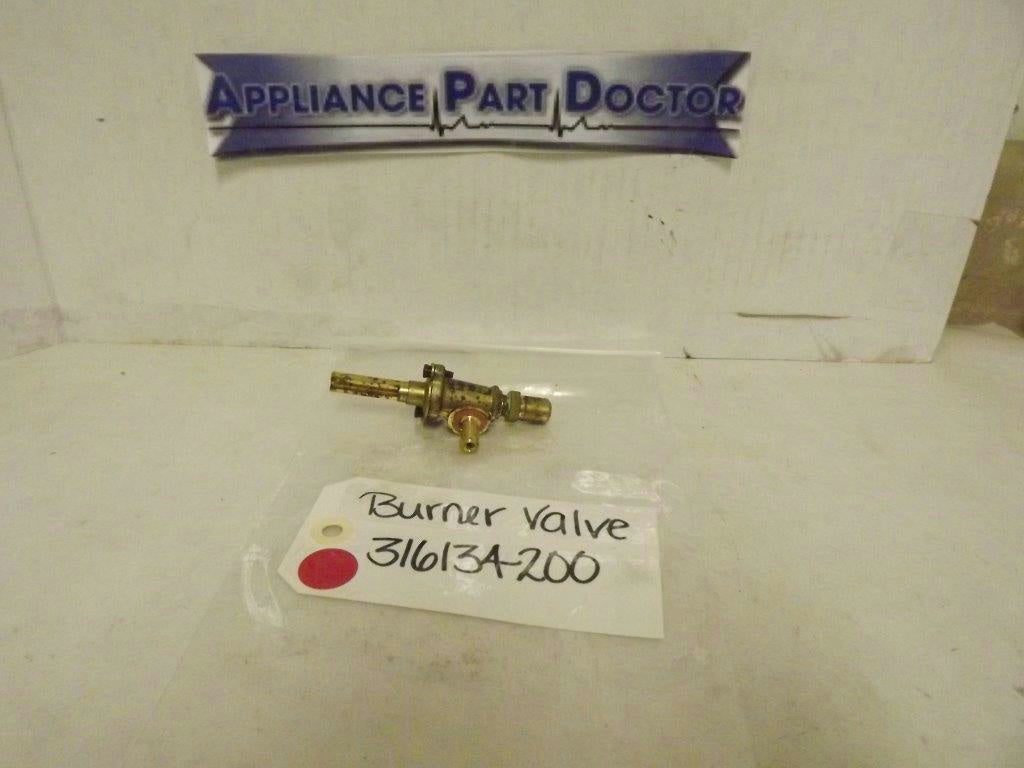 APPLIANCE PART DOCTOR
Burner Valve
316134-200